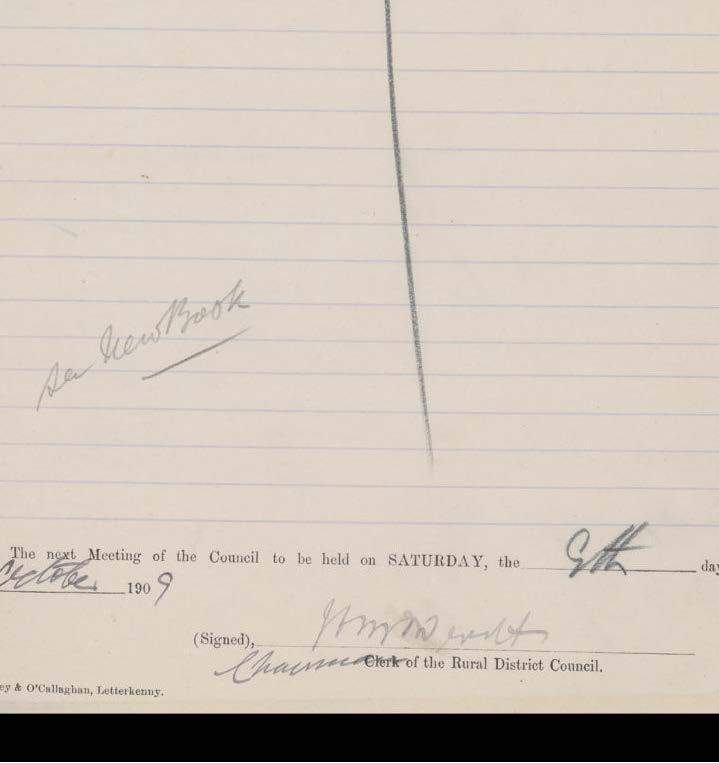 See New Book
The next Meeting of the Council to be held on SATURDAY, the 9th day
October 1909
(Signed),
Chairman Clerk of the Rural District Council.
ey & O'Callaghan, Letterkenny.